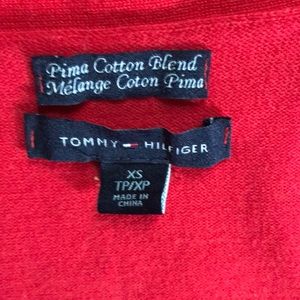 Pima Cotton Blend
Mélange Coton Pima
TOMMY HILFIGER
XS
TP/XP
MADE IN
CHINA